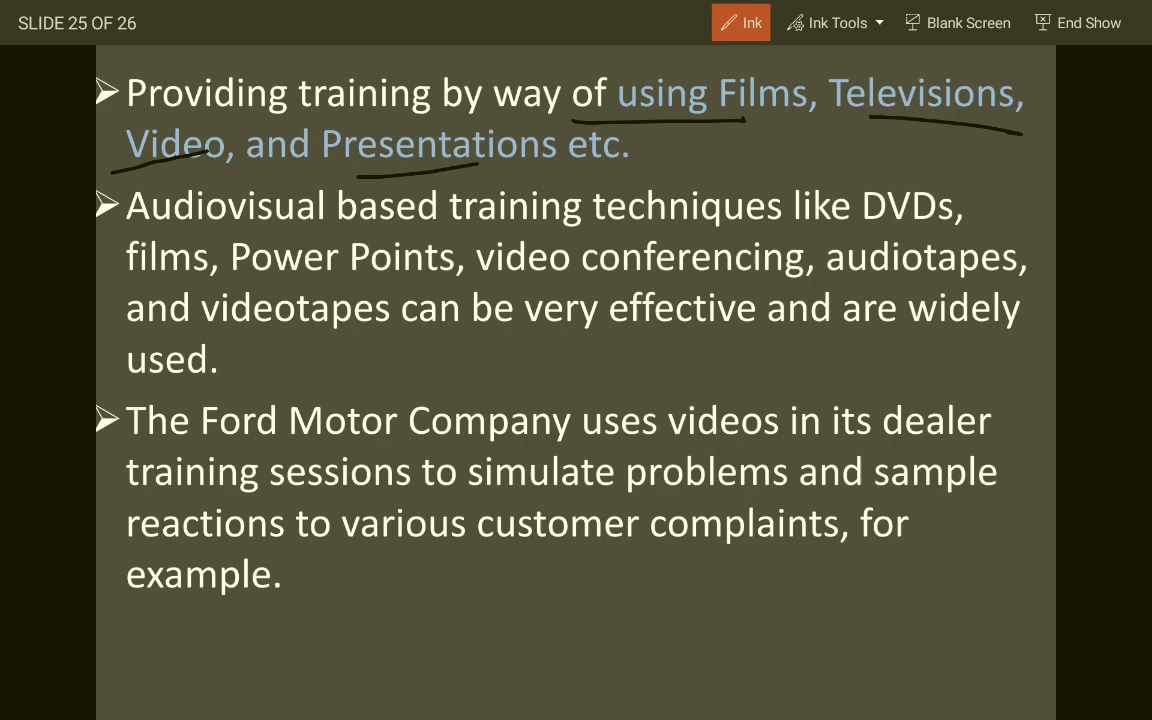 SLIDE 25 OF 26
Ink
Ink Tools
Blank Screen
End Show
Providing training by way of using Films, Televisions,
Video, and Presentations etc.
Audiovisual based training techniques like DVDs,
films, Power Points, video conferencing, audiotapes,
and videotapes can be very effective and are widely
used.
The Ford Motor Company uses videos in its dealer
training sessions to simulate problems and sample
reactions to various customer complaints, for
example.